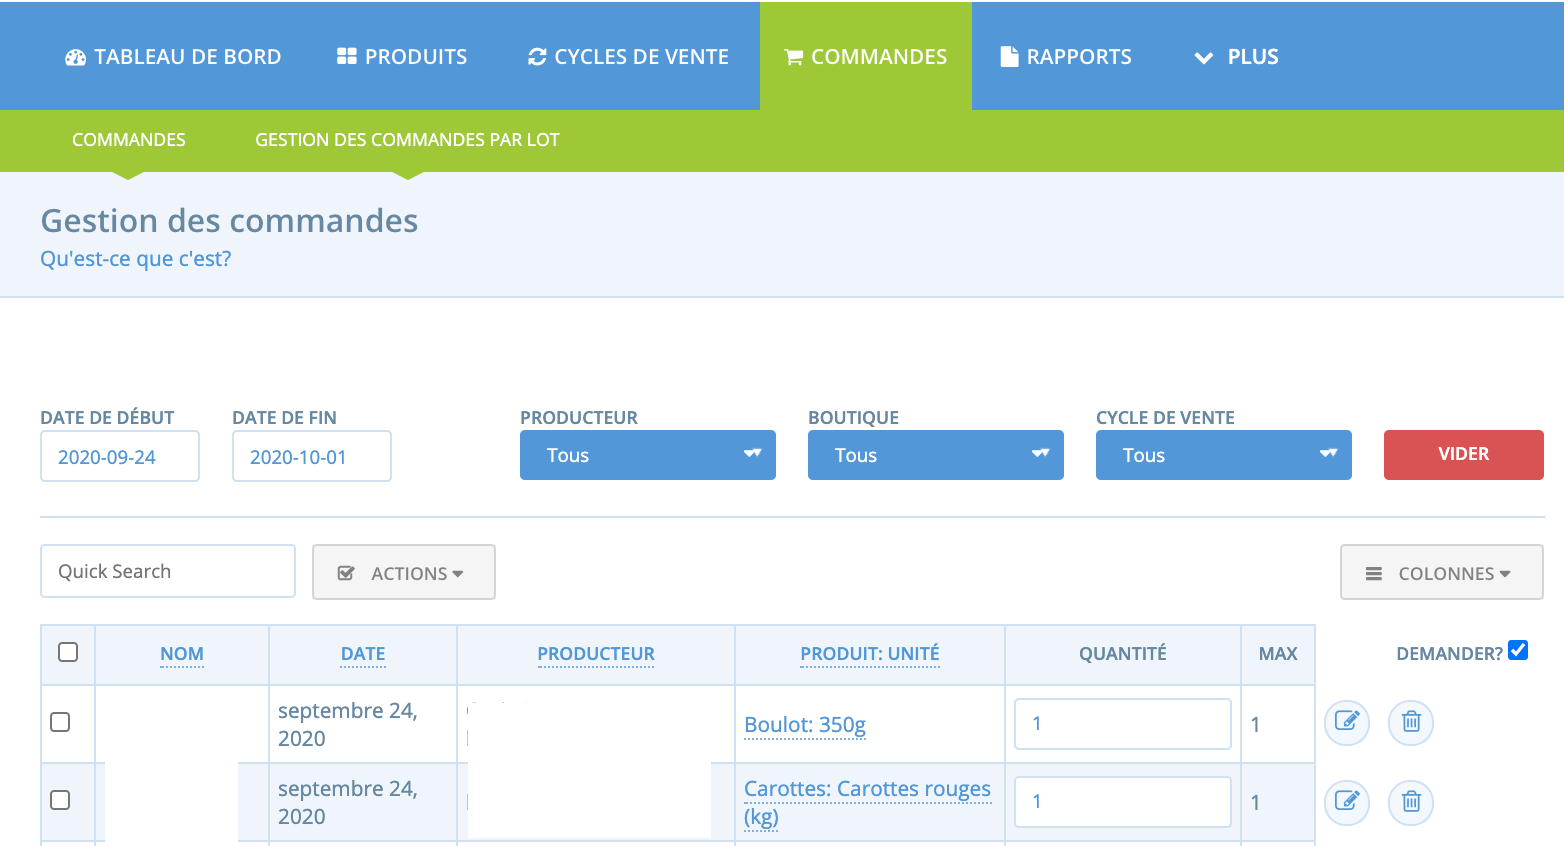 TABLEAU DE BORD PRODUITS CYCLES DE VENTE COMMANDES RAPPORTS PLUS
COMMANDES GESTION DES COMMANDES PAR LOT
Gestion des commandes
Qu'est-ce que c'est?
DATE DE DÉBUT DATE DE FIN PRODUCTEUR BOUTIQUE CYCLE DE VENTE
2020-09-24 2020-10-01 Tous Tous Tous VIDER
Quick Search ACTIONS COLONNES
NOM DATE PRODUCTEUR PRODUIT: UNITÉ QUANTITÉ MAX DEMANDER?
septembre 24,
2020
Boulot: 350g 1 1
septembre 24,
2020
Carottes: Carottes rouges
(kg)
1 1